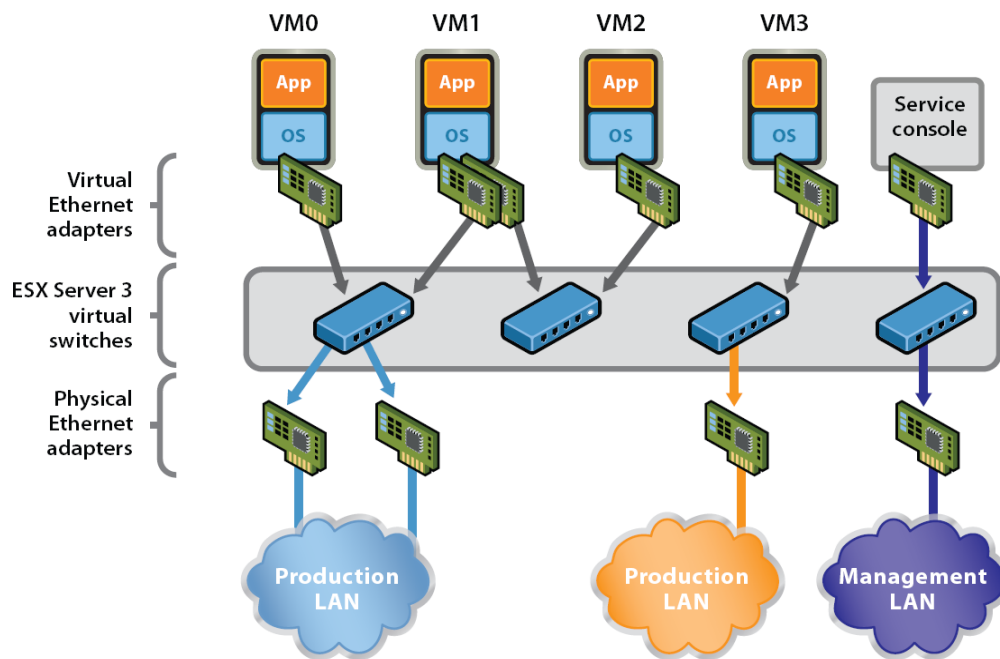 VM0
VM1
VM2
VM3
App
App
App
App
OS
OS
OS
OS
Service
console
Virtual
Ethernet
adapters
ESX Server 3
virtual
switches
Physical
Ethernet
adapters
Production
LAN
Production
LAN
Management
LAN